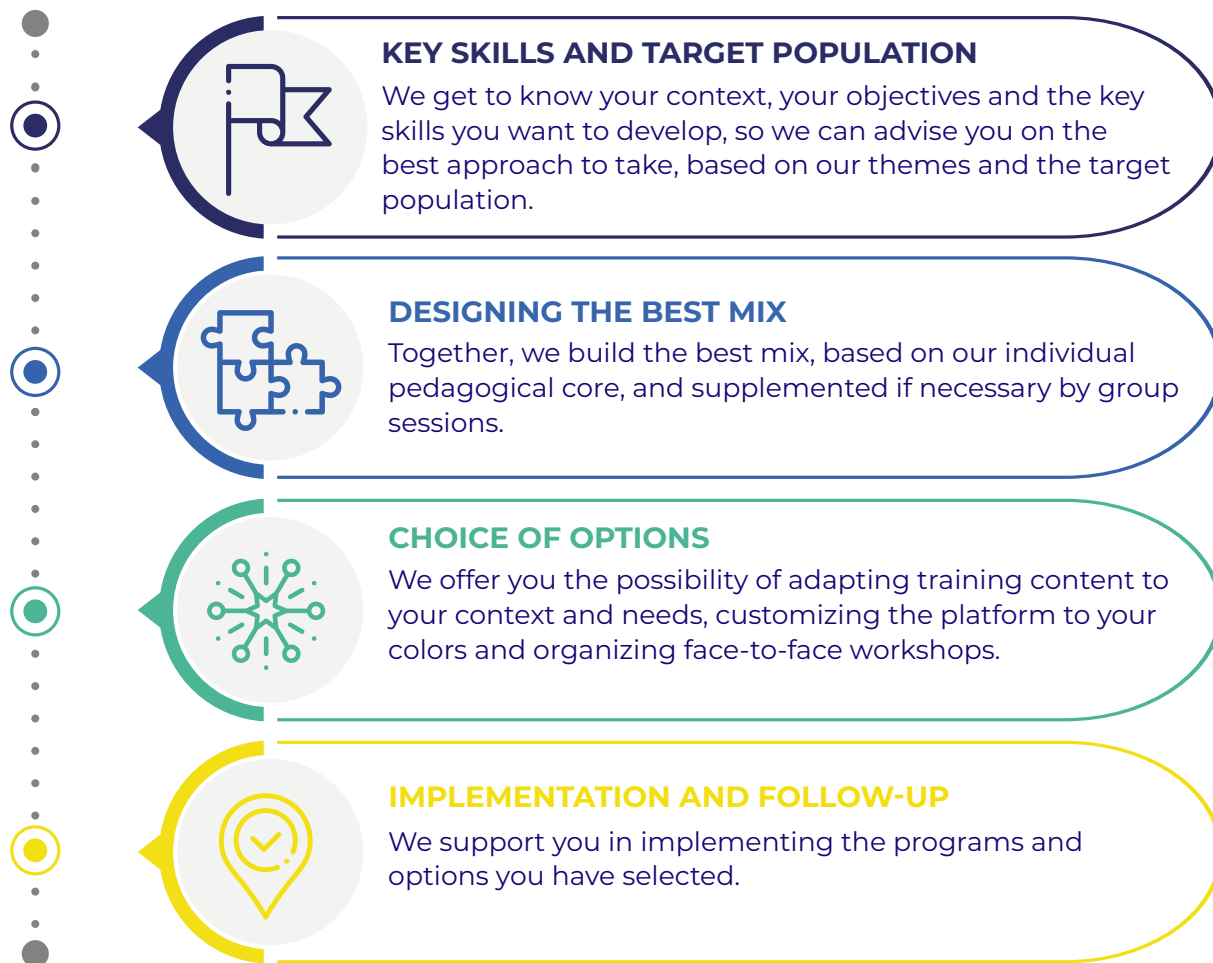 KEY SKILLS AND TARGET POPULATION
We get to know your context, your objectives and the key
skills you want to develop, so we can advise you on the
best approach to take, based on our themes and the target
population.
DESIGNING THE BEST MIX
Together, we build the best mix, based on our individual
pedagogical core, and supplemented if necessary by group
sessions.
CHOICE OF OPTIONS
We offer you the possibility of adapting training content to
your context and needs, customizing the platform to your
colors and organizing face-to-face workshops.
IMPLEMENTATION AND FOLLOW-UP
We support you in implementing the programs and
options you have selected.